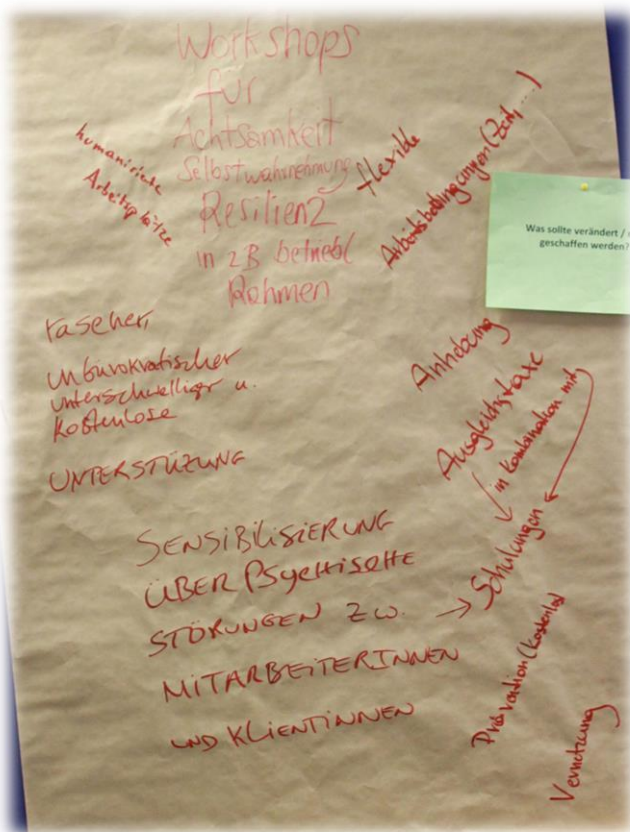 Workshops
für
Achtsamkeit
Selbstwahrnehmung
Resilienz
in zB betriebl
Rahmen
humanistische
Arbeitsplätze
flexible
Arbeitsbedingungen (Zeit, ...)
Was sollte verändert /
geschaffen werden?
rascher,
unbürokratischer
unterschwelliger u.
kostenlose
UNTERSTÜZUNG
Anhebung
Ausgleichstaxe
in Kombination mit
→ Schulungen
SENSIBILISIERUNG
ÜBER PSYCHISCHE
STÖRUNGEN ZW.
MITARBEITERINNEN
UND KLIENTINNEN
Prävention (kostenlos)
Vernetzung